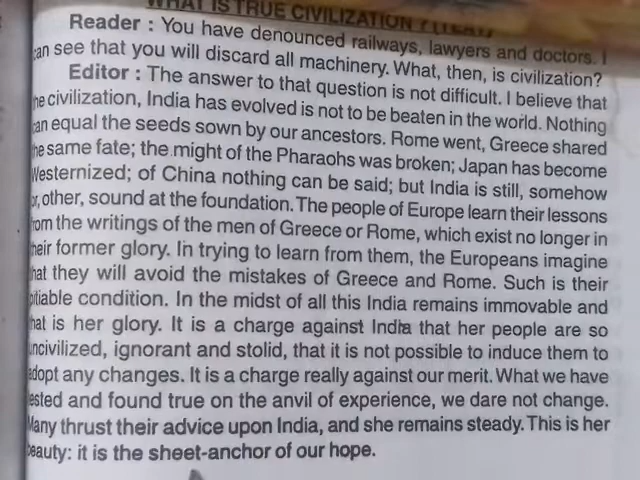 WHAT IS TRUE CIVILIZATION ? (TEXT)
Reader : You have denounced railways, lawyers and doctors. I
can see that you will discard all machinery. What, then, is civilization?
Editor : The answer to that question is not difficult. I believe that
the civilization, India has evolved is not to be beaten in the world. Nothing
can equal the seeds sown by our ancestors. Rome went, Greece shared
the same fate; the might of the Pharaohs was broken; Japan has become
Westernized; of China nothing can be said; but India is still, somehow
or, other, sound at the foundation. The people of Europe learn their lessons
from the writings of the men of Greece or Rome, which exist no longer in
their former glory. In trying to learn from them, the Europeans imagine
that they will avoid the mistakes of Greece and Rome. Such is their
pitiable condition. In the midst of all this India remains immovable and
that is her glory. It is a charge against India that her people are so
uncivilized, ignorant and stolid, that it is not possible to induce them to
adopt any changes. It is a charge really against our merit. What we have
tested and found true on the anvil of experience, we dare not change.
Many thrust their advice upon India, and she remains steady. This is her
beauty: it is the sheet-anchor of our hope.